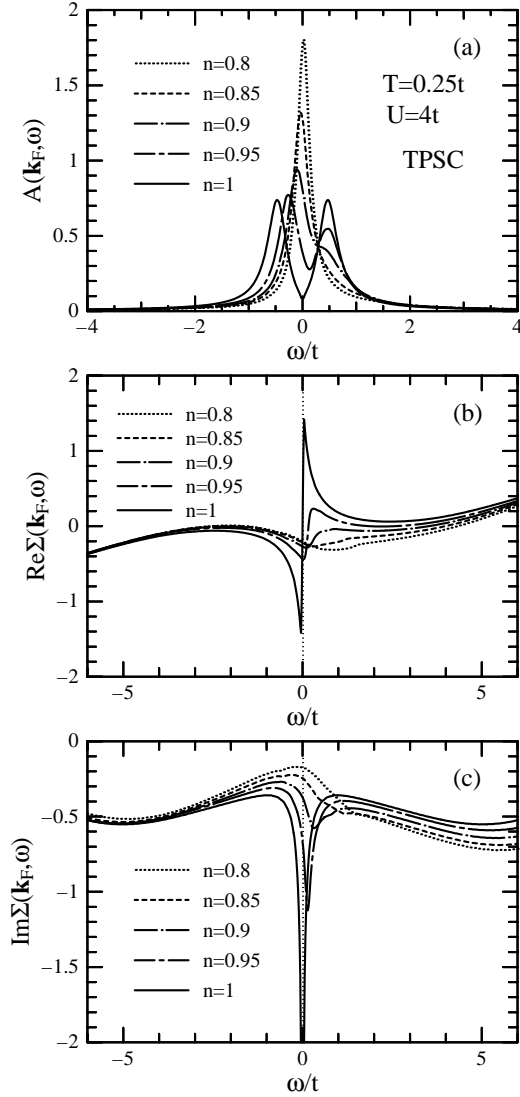 2
1.5
1
0.5
0
A(k_F,ω)
n=0.8
n=0.85
n=0.9
n=0.95
n=1
(a)
T=0.25t
U=4t
TPSC
−4
−2
0
2
4
ω/t
2
1
0
−1
−2
ReΣ(k_F,ω)
n=0.8
n=0.85
n=0.9
n=0.95
n=1
(b)
−5
0
5
ω/t
0
−0.5
−1
−1.5
−2
ImΣ(k_F,ω)
(c)
n=0.8
n=0.85
n=0.9
n=0.95
n=1
−5
0
5
ω/t